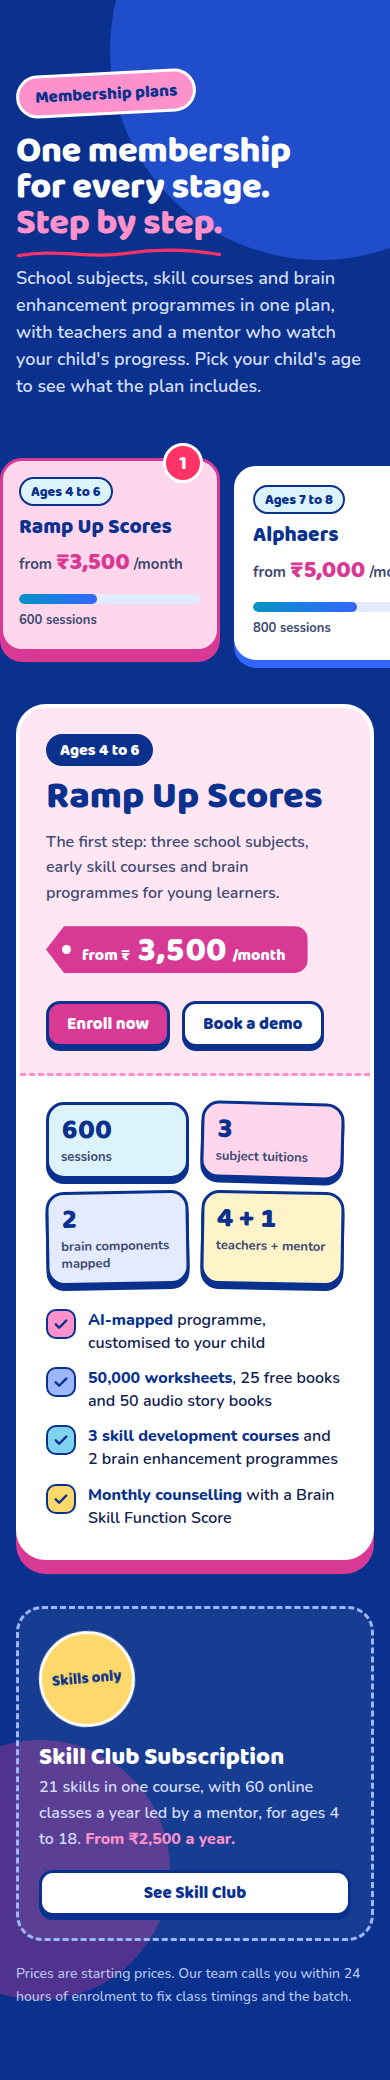 Membership plans
One membership
for every stage.
Step by step.
School subjects, skill courses and brain
enhancement programmes in one plan,
with teachers and a mentor who watch
your child's progress. Pick your child's age
to see what the plan includes.
1
Ages 4 to 6
Ramp Up Scores
from ₹3,500 /month
600 sessions
Ages 7 to 8
Alphaers
from ₹5,000 /mo
800 sessions
Ages 4 to 6
Ramp Up Scores
The first step: three school subjects,
early skill courses and brain
programmes for young learners.
from ₹ 3,500 /month
Enroll now
Book a demo
600
sessions
3
subject tuitions
2
brain components
mapped
4 + 1
teachers + mentor
AI-mapped programme,
customised to your child
50,000 worksheets, 25 free books
and 50 audio story books
3 skill development courses and
2 brain enhancement programmes
Monthly counselling with a Brain
Skill Function Score
Skills only
Skill Club Subscription
21 skills in one course, with 60 online
classes a year led by a mentor, for ages 4
to 18. From ₹2,500 a year.
See Skill Club
Prices are starting prices. Our team calls you within 24
hours of enrolment to fix class timings and the batch.